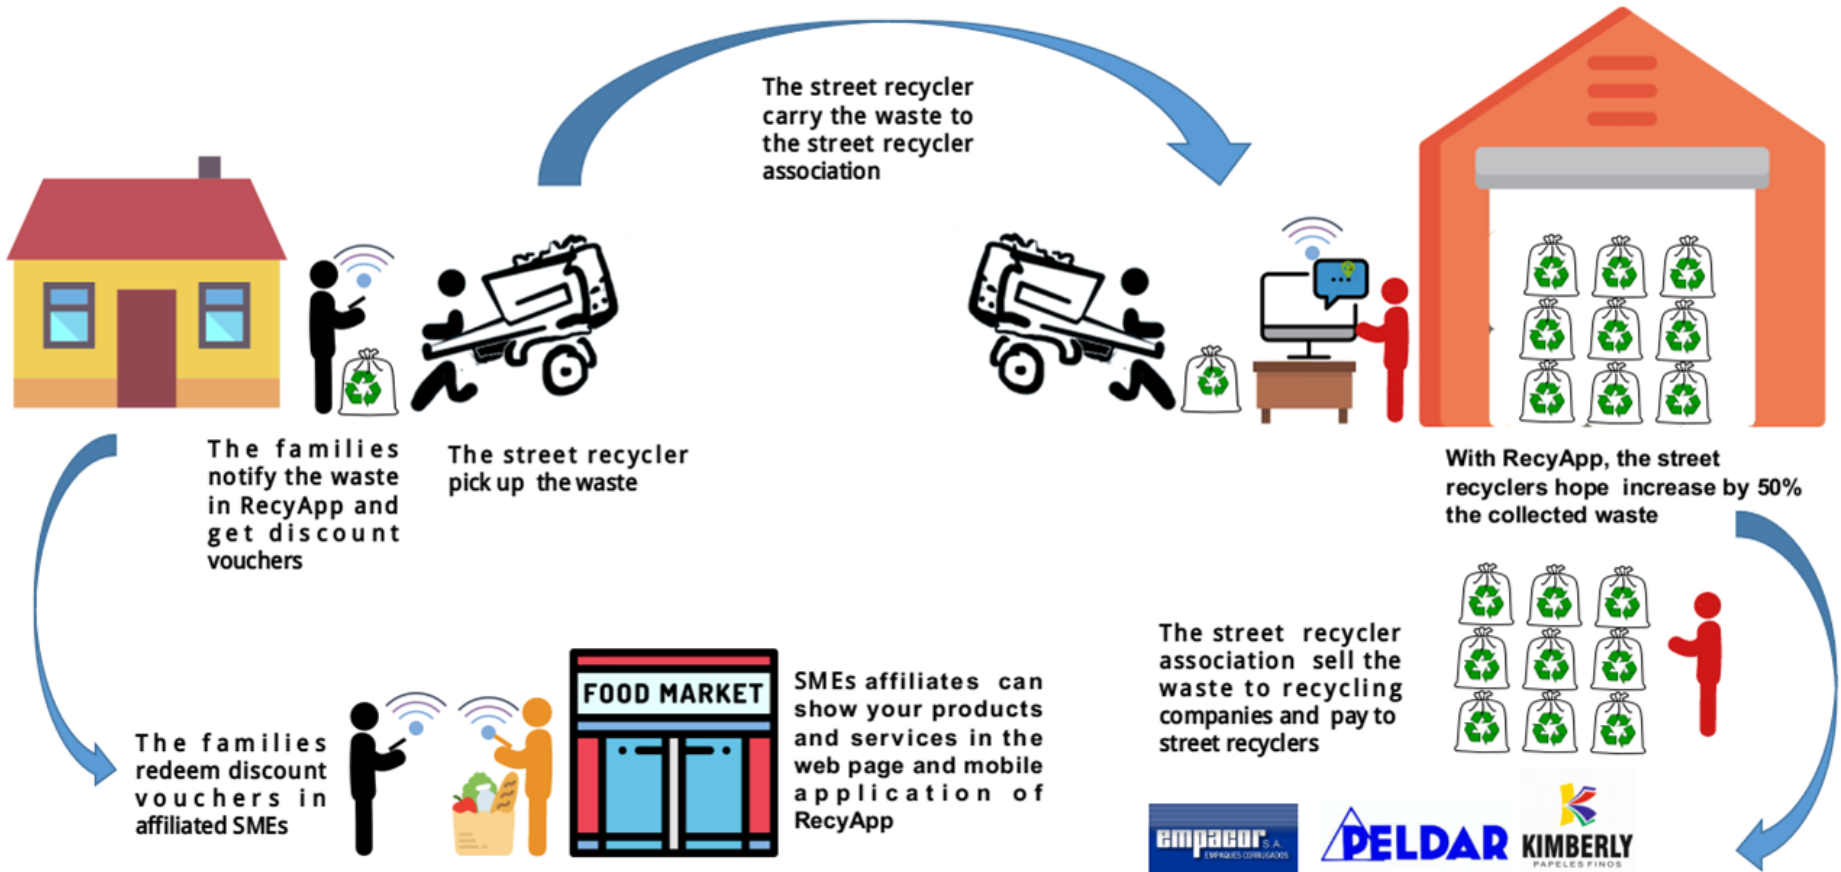 The street recycler
carry the waste to
the street recycler
association
The families
notify the waste
in RecyApp and
get discount
vouchers
The street recycler
pick up the waste
With RecyApp, the street
recyclers hope increase by 50%
the collected waste
The street recycler
association sell the
waste to recycling
companies and pay to
street recyclers
The families
redeem discount
vouchers in
affiliated SMEs
FOOD MARKET
SMEs affiliates can
show your products
and services in the
web page and mobile
application of
RecyApp
empacor S.A.
EMPAQUES CORRUGADOS
PELDAR
KIMBERLY
PAPELES FINOS